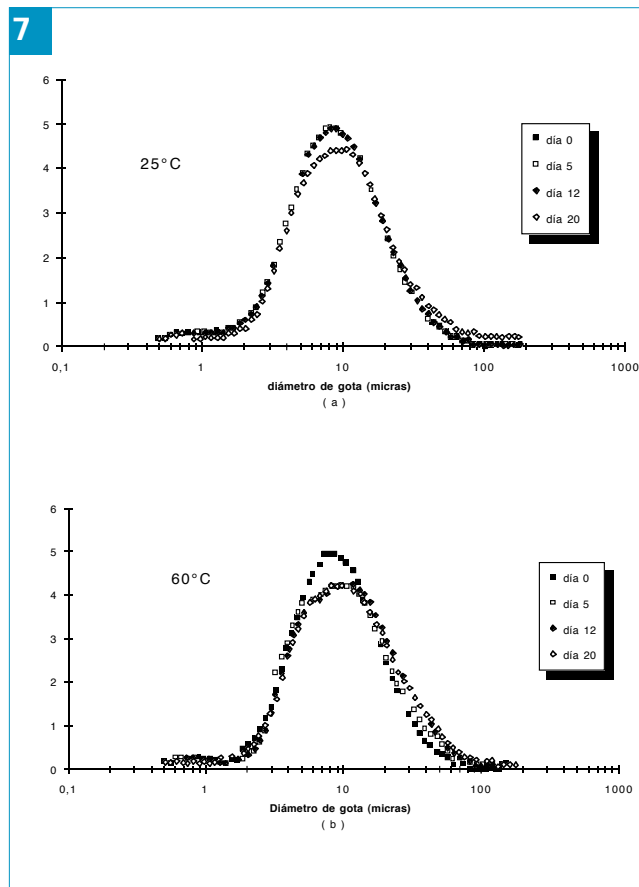 7
6
5
4
3
2
1
0
25°C
día 0
día 5
día 12
día 20
0,1 1 10 100 1000
diámetro de gota (micras)
( a )
6
5
4
3
2
1
0
60°C
día 0
día 5
día 12
día 20
0,1 1 10 100 1000
Diámetro de gota (micras)
( b )